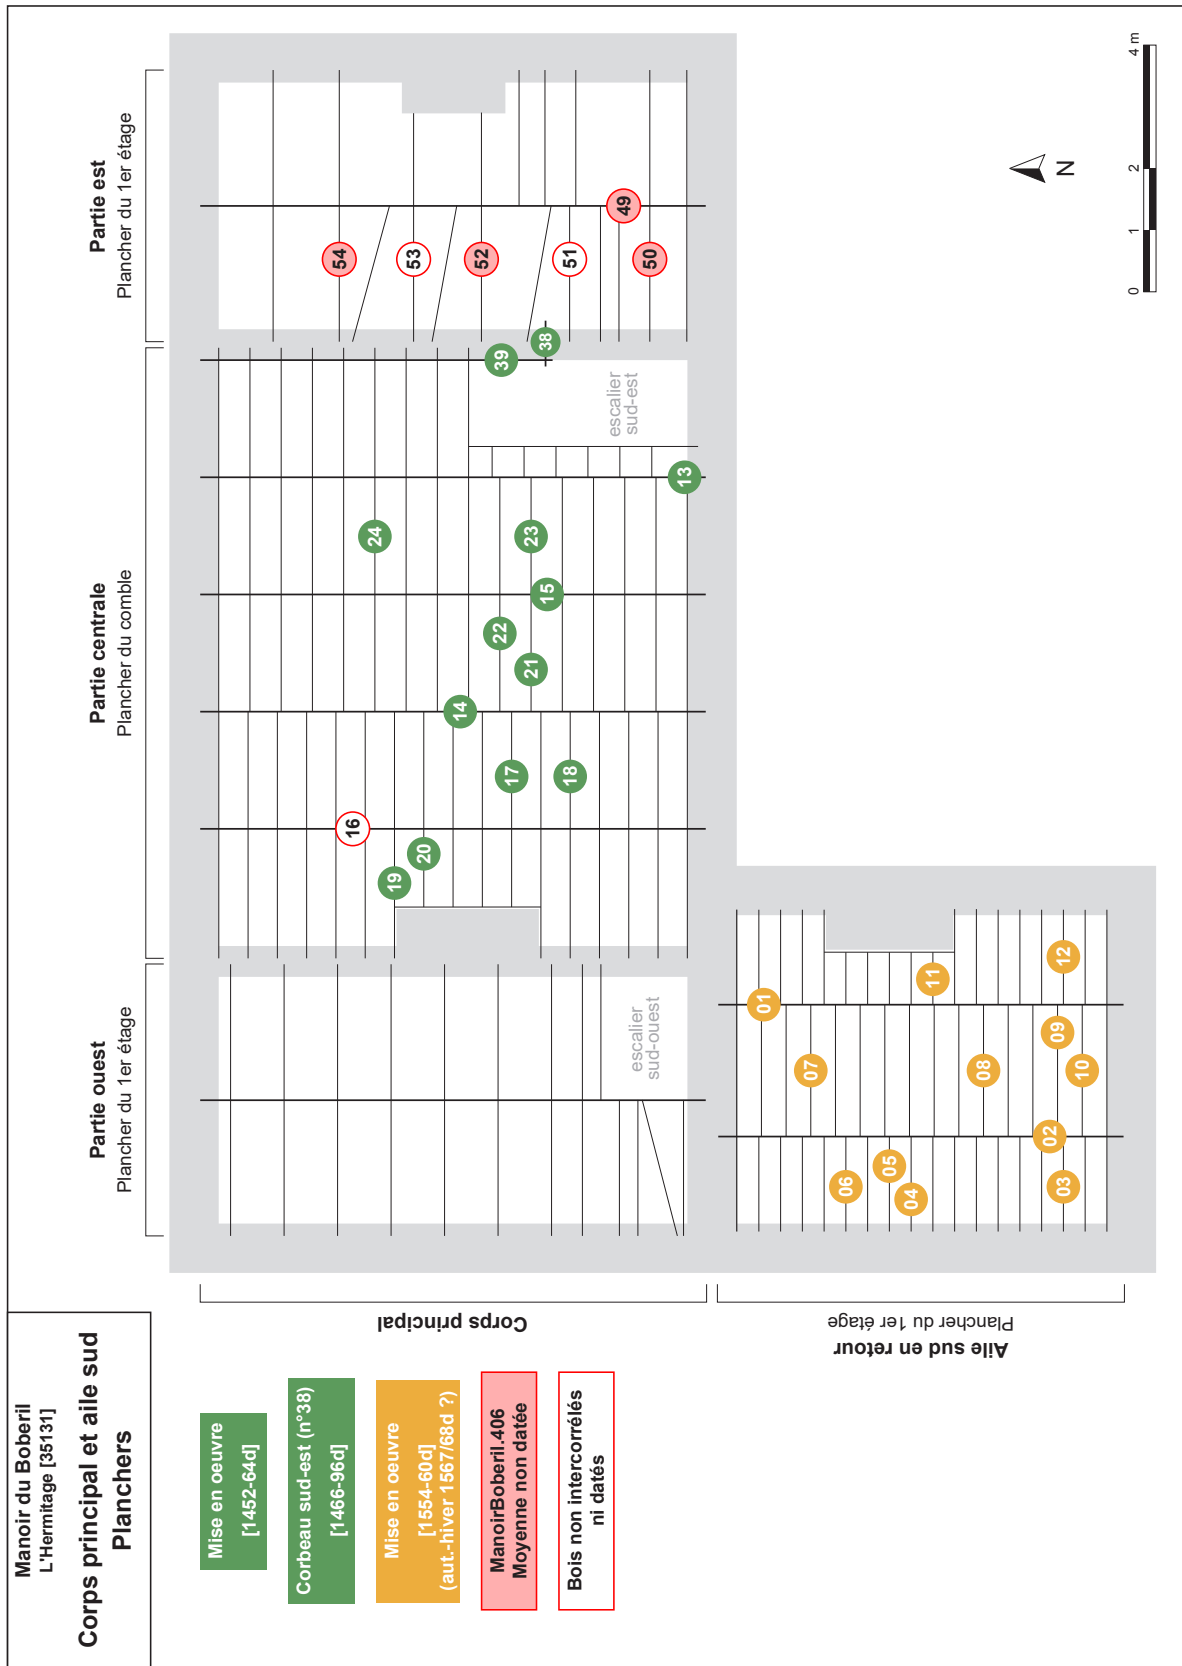 Manoir du Boberil
L'Hermitage [35131]
Corps principal et aile sud
Planchers
Mise en oeuvre
[1452-64d]
Corbeau sud-est (n°38)
[1466-96d]
Mise en oeuvre
[1554-60d]
(aut.-hiver 1567/68d ?)
ManoirBoberil.406
Moyenne non datée
Bois non intercorrélés
ni datés
Partie ouest
Plancher du 1er étage
Partie centrale
Plancher du comble
Partie est
Plancher du 1er étage
Corps principal
Aile sud en retour
Plancher du 1er étage
escalier
sud-ouest
escalier
sud-est
54
53
52
51
49
50
39
38
13
24
23
15
22
21
14
17
18
16
20
19
01
07
08
09
10
11
12
02
03
04
05
06
N
0
1
2
4 m